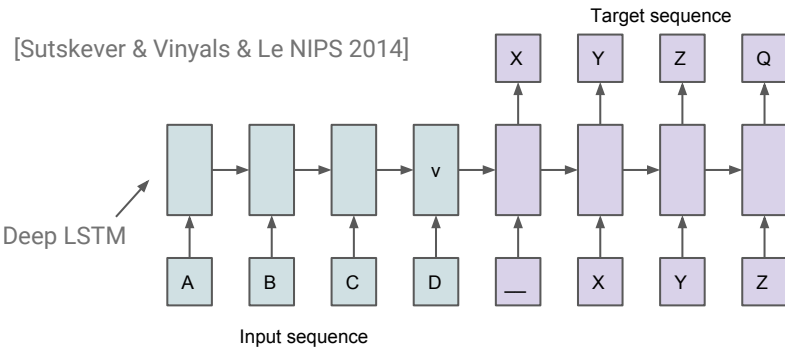 Target sequence
[Sutskever & Vinyals & Le NIPS 2014]
X Y Z Q
v
Deep LSTM
A B C D __ X Y Z
Input sequence